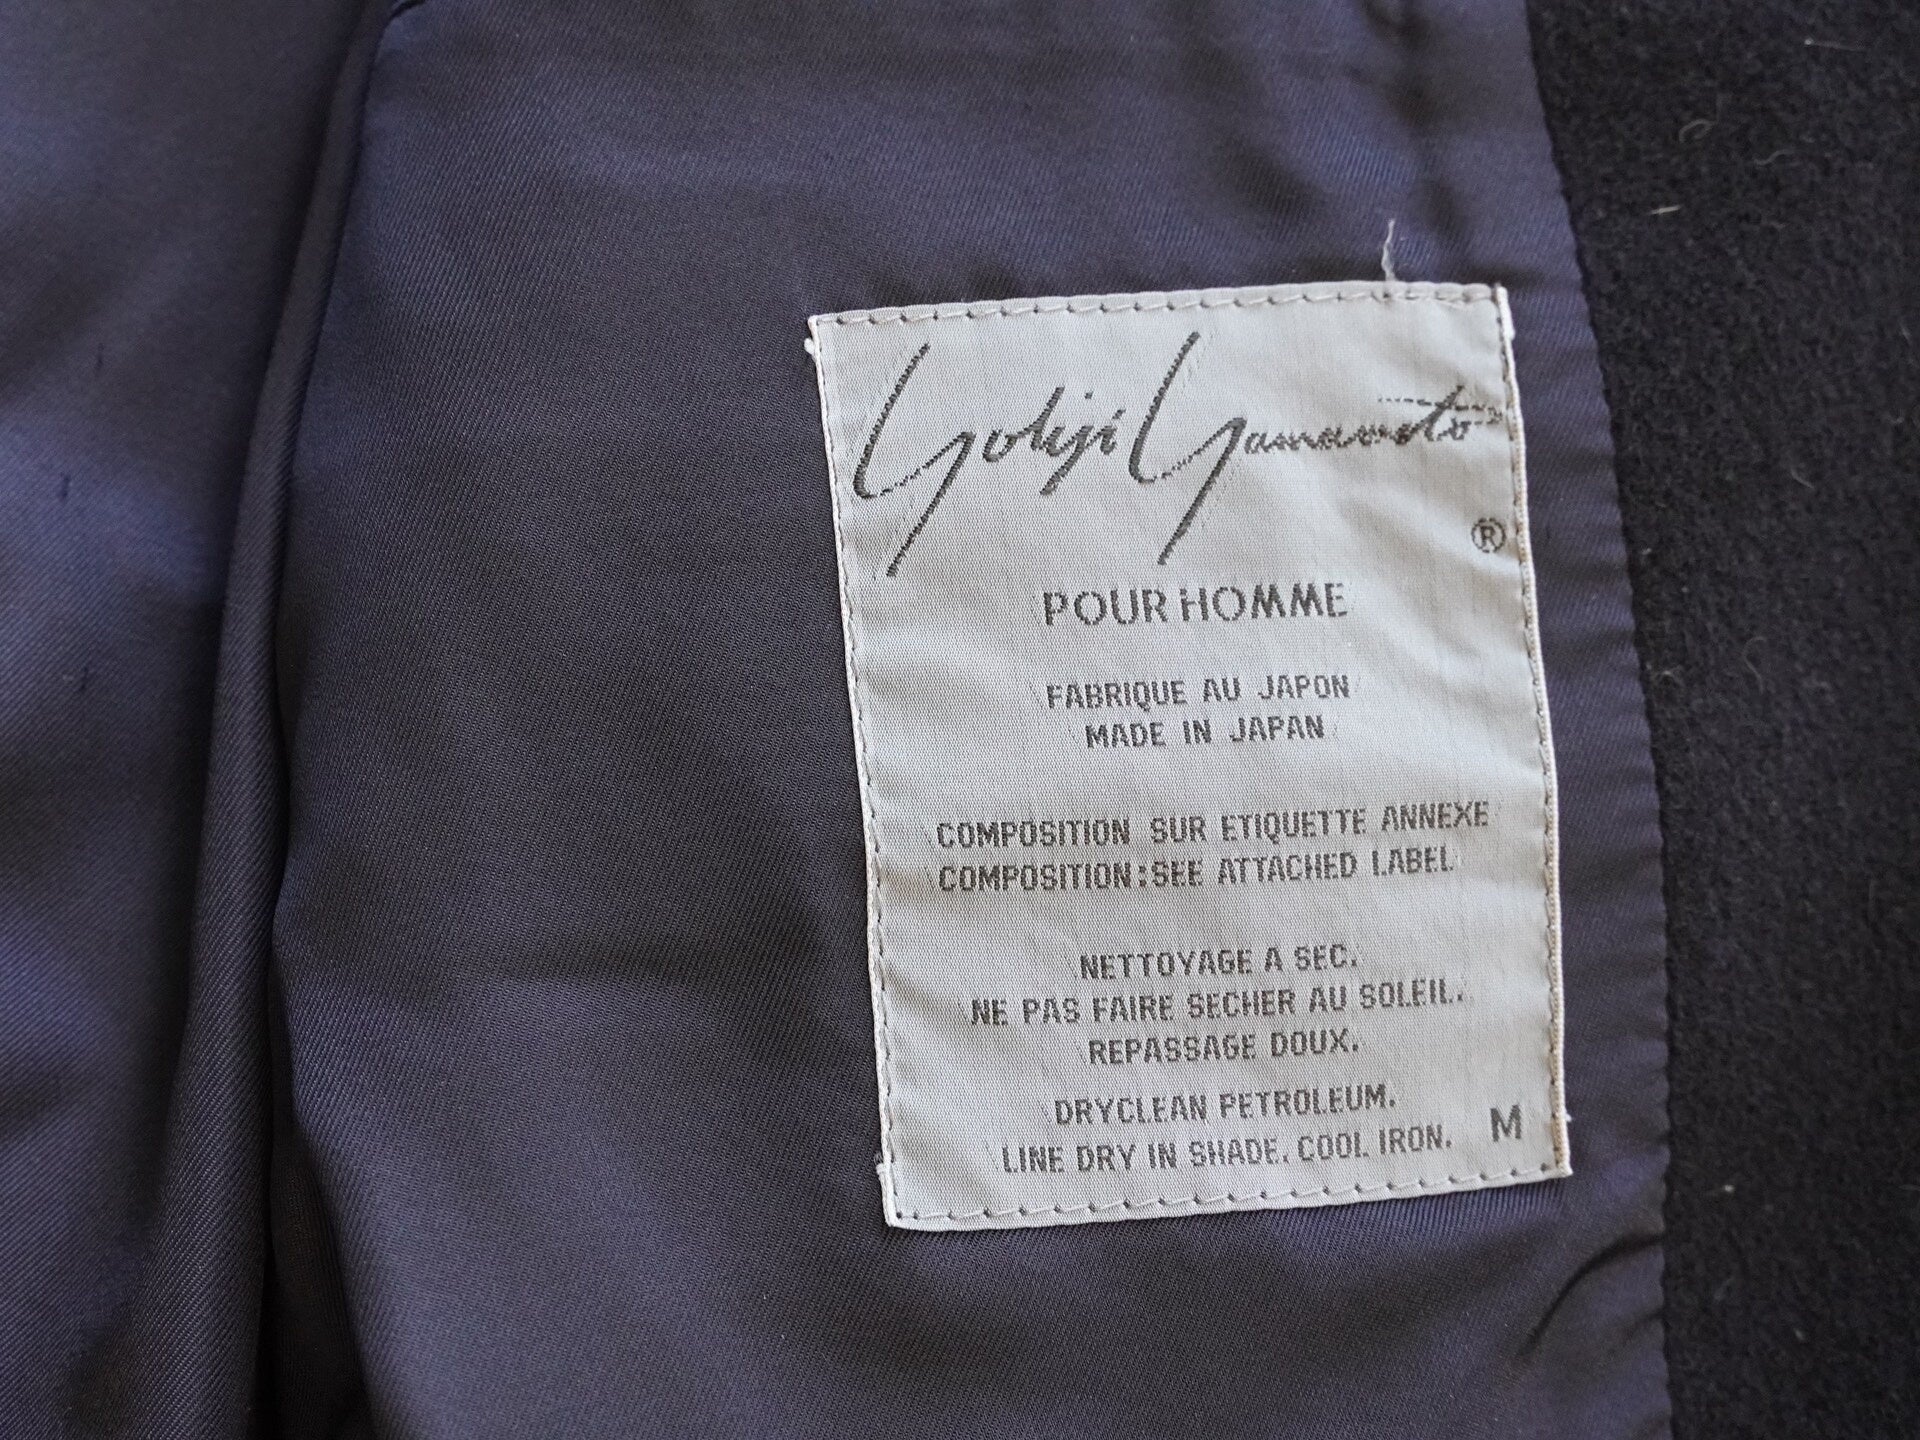 Yohji Yamamoto
®
POUR HOMME
FABRIQUE AU JAPON
MADE IN JAPAN
COMPOSITION SUR ETIQUETTE ANNEXE
COMPOSITION:SEE ATTACHED LABEL
NETTOYAGE A SEC.
NE PAS FAIRE SECHER AU SOLEIL.
REPASSAGE DOUX.
DRYCLEAN PETROLEUM.
LINE DRY IN SHADE. COOL IRON. M